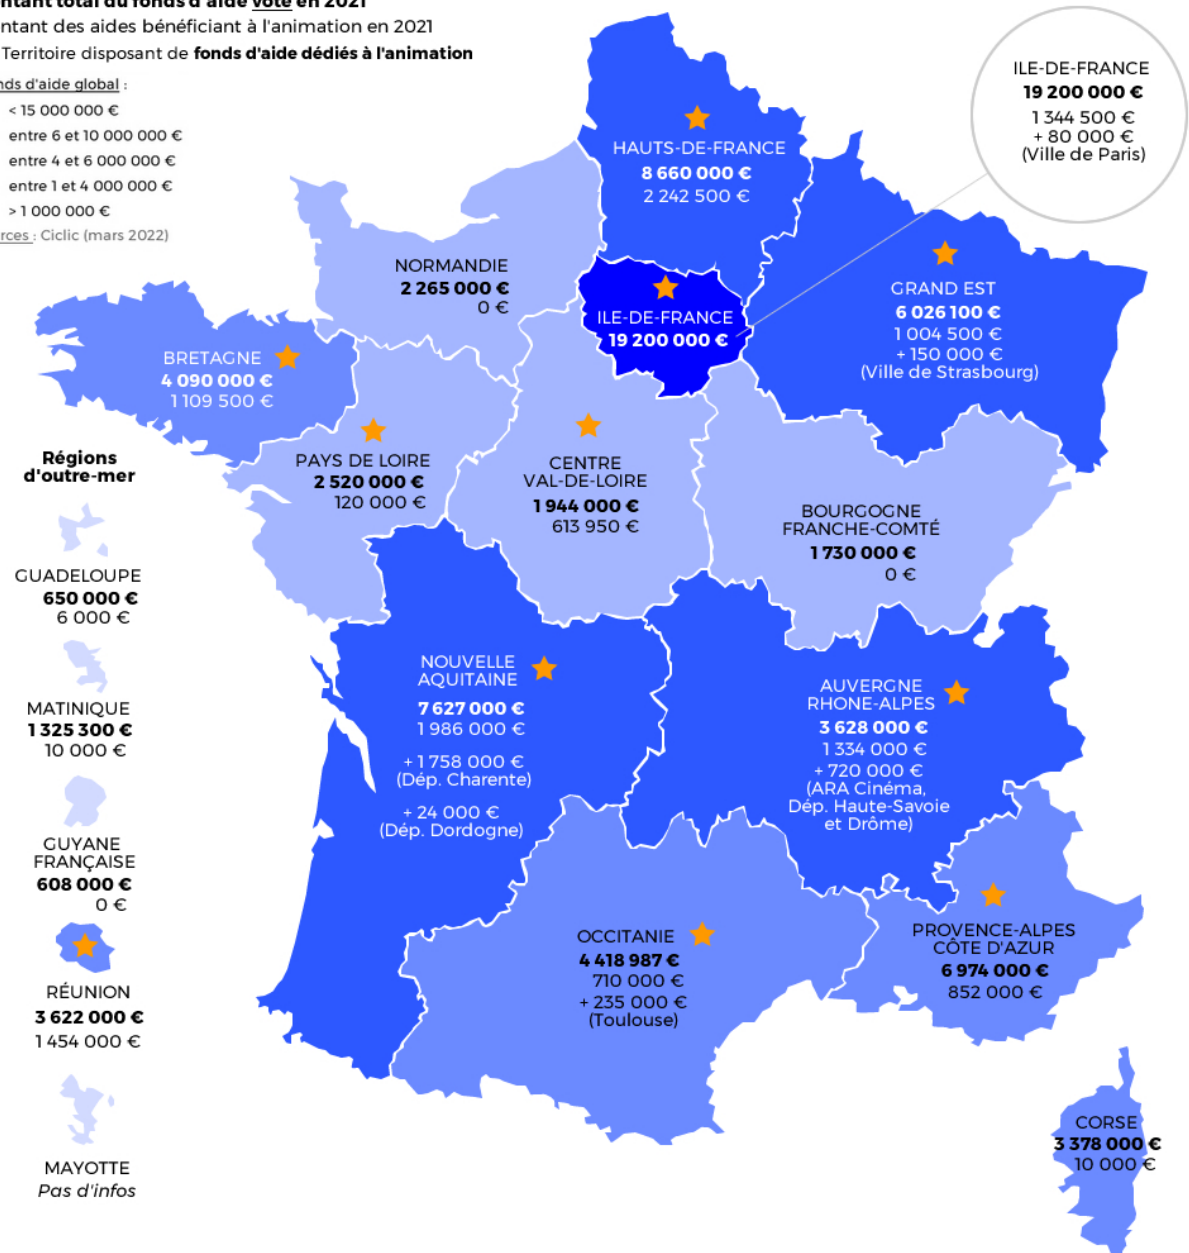 ntant total du fonds d'aide voté en 2021
ntant des aides bénéficiant à l'animation en 2021
Territoire disposant de fonds d'aide dédiés à l'animation
nds d'aide global :
< 15 000 000 €
entre 6 et 10 000 000 €
entre 4 et 6 000 000 €
entre 1 et 4 000 000 €
> 1 000 000 €
rces : Ciclic (mars 2022)
ILE-DE-FRANCE
19 200 000 €
1 344 500 €
+ 80 000 €
(Ville de Paris)
HAUTS-DE-FRANCE
8 660 000 €
2 242 500 €
NORMANDIE
2 265 000 €
0 €
ILE-DE-FRANCE
19 200 000 €
GRAND EST
6 026 100 €
1 004 500 €
+ 150 000 €
(Ville de Strasbourg)
BRETAGNE
4 090 000 €
1 109 500 €
PAYS DE LOIRE
2 520 000 €
120 000 €
CENTRE
VAL-DE-LOIRE
1 944 000 €
613 950 €
BOURGOGNE
FRANCHE-COMTÉ
1 730 000 €
0 €
Régions
d'outre-mer
GUADELOUPE
650 000 €
6 000 €
MATINIQUE
1 325 300 €
10 000 €
GUYANE
FRANÇAISE
608 000 €
0 €
RÉUNION
3 622 000 €
1 454 000 €
MAYOTTE
Pas d'infos
NOUVELLE
AQUITAINE
7 627 000 €
1 986 000 €
+ 1 758 000 €
(Dép. Charente)
+ 24 000 €
(Dép. Dordogne)
AUVERGNE
RHONE-ALPES
3 628 000 €
1 334 000 €
+ 720 000 €
(ARA Cinéma,
Dép. Haute-Savoie
et Drôme)
OCCITANIE
4 418 987 €
710 000 €
+ 235 000 €
(Toulouse)
PROVENCE-ALPES
CÔTE D'AZUR
6 974 000 €
852 000 €
CORSE
3 378 000 €
10 000 €